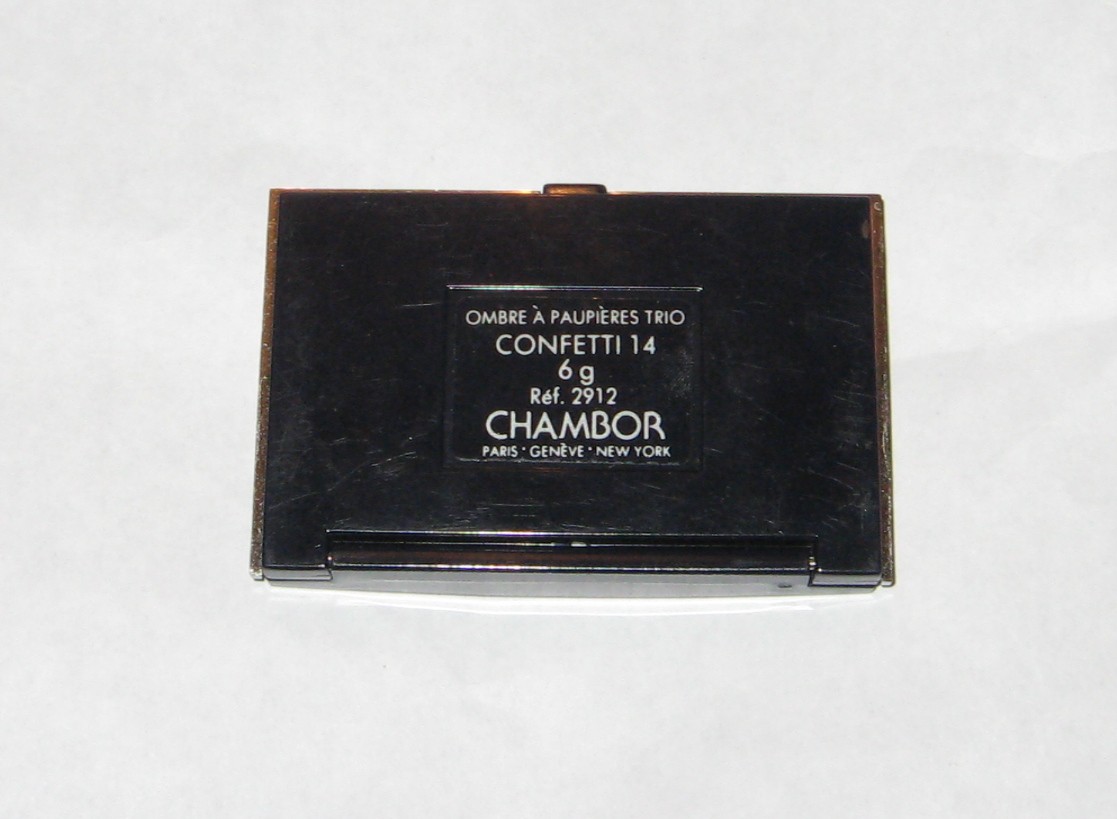 OMBRE À PAUPIÈRES TRIO
CONFETTI 14
6 g
Réf. 2912
CHAMBOR
PARIS · GENÈVE · NEW YORK